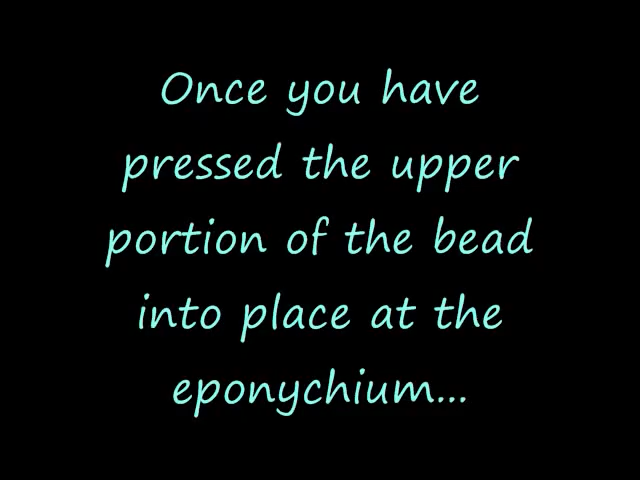 Once you have
pressed the upper
portion of the bead
into place at the
eponychium...